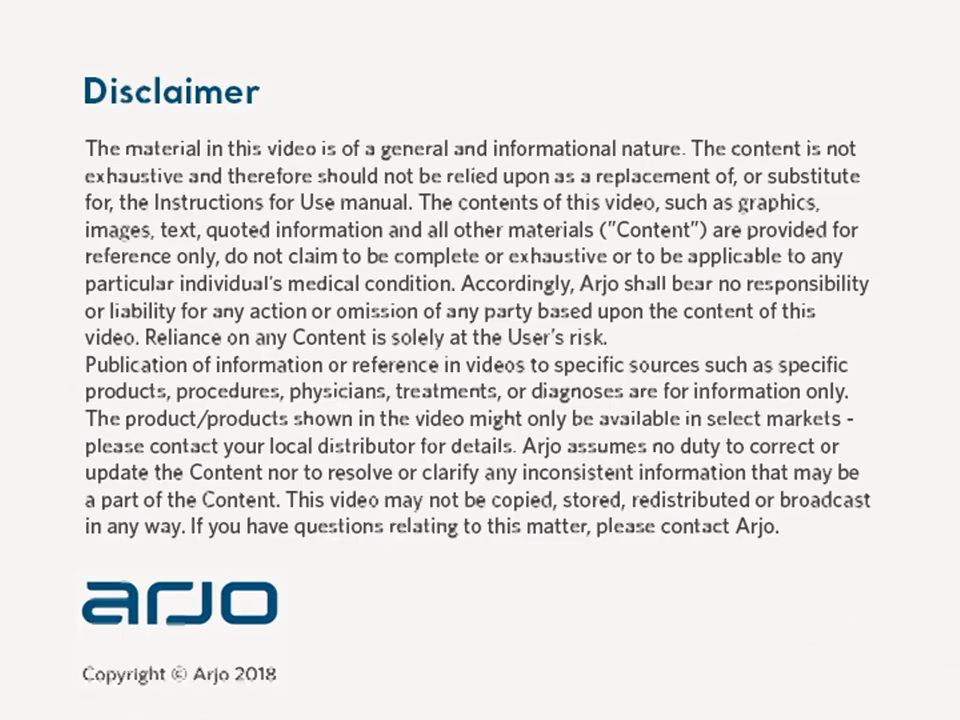 Disclaimer
The material in this video is of a general and informational nature. The content is not
exhaustive and therefore should not be relied upon as a replacement of, or substitute
for, the Instructions for Use manual. The contents of this video, such as graphics,
images, text, quoted information and all other materials ("Content") are provided for
reference only, do not claim to be complete or exhaustive or to be applicable to any
particular individual's medical condition. Accordingly, Arjo shall bear no responsibility
or liability for any action or omission of any party based upon the content of this
video. Reliance on any Content is solely at the User's risk.
Publication of information or reference in videos to specific sources such as specific
products, procedures, physicians, treatments, or diagnoses are for information only.
The product/products shown in the video might only be available in select markets -
please contact your local distributor for details. Arjo assumes no duty to correct or
update the Content nor to resolve or clarify any inconsistent information that may be
a part of the Content. This video may not be copied, stored, redistributed or broadcast
in any way. If you have questions relating to this matter, please contact Arjo.
arjo
Copyright © Arjo 2018